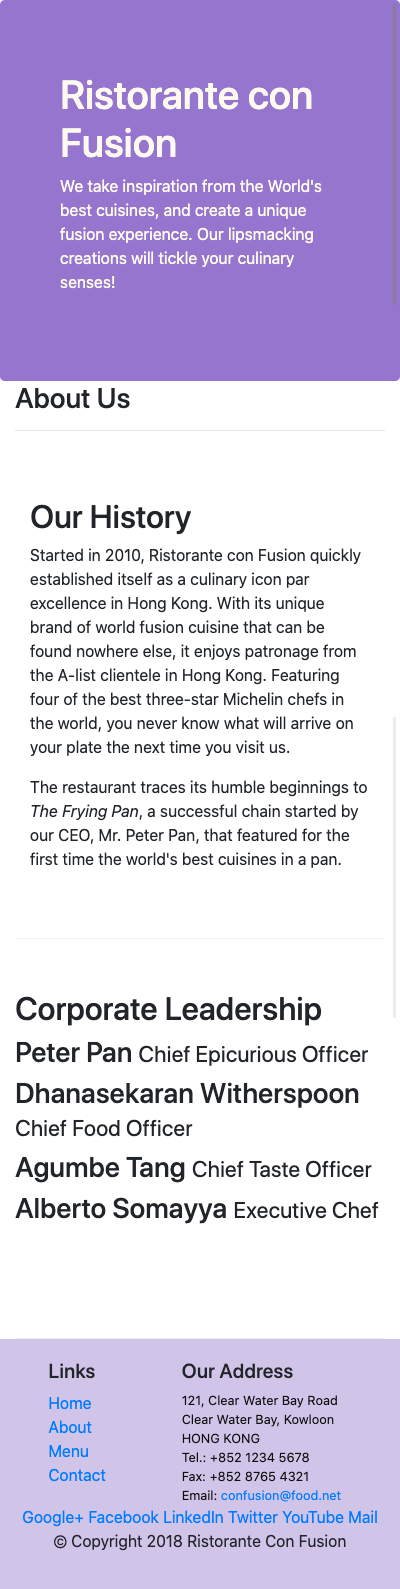 Ristorante con
Fusion
We take inspiration from the World's
best cuisines, and create a unique
fusion experience. Our lipsmacking
creations will tickle your culinary
senses!
About Us
Our History
Started in 2010, Ristorante con Fusion quickly
established itself as a culinary icon par
excellence in Hong Kong. With its unique
brand of world fusion cuisine that can be
found nowhere else, it enjoys patronage from
the A-list clientele in Hong Kong. Featuring
four of the best three-star Michelin chefs in
the world, you never know what will arrive on
your plate the next time you visit us.
The restaurant traces its humble beginnings to
The Frying Pan, a successful chain started by
our CEO, Mr. Peter Pan, that featured for the
first time the world's best cuisines in a pan.
Corporate Leadership
Peter Pan Chief Epicurious Officer
Dhanasekaran Witherspoon
Chief Food Officer
Agumbe Tang Chief Taste Officer
Alberto Somayya Executive Chef
Links
Home
About
Menu
Contact
Our Address
121, Clear Water Bay Road
Clear Water Bay, Kowloon
HONG KONG
Tel.: +852 1234 5678
Fax: +852 8765 4321
Email: confusion@food.net
Google+ Facebook LinkedIn Twitter YouTube Mail
© Copyright 2018 Ristorante Con Fusion